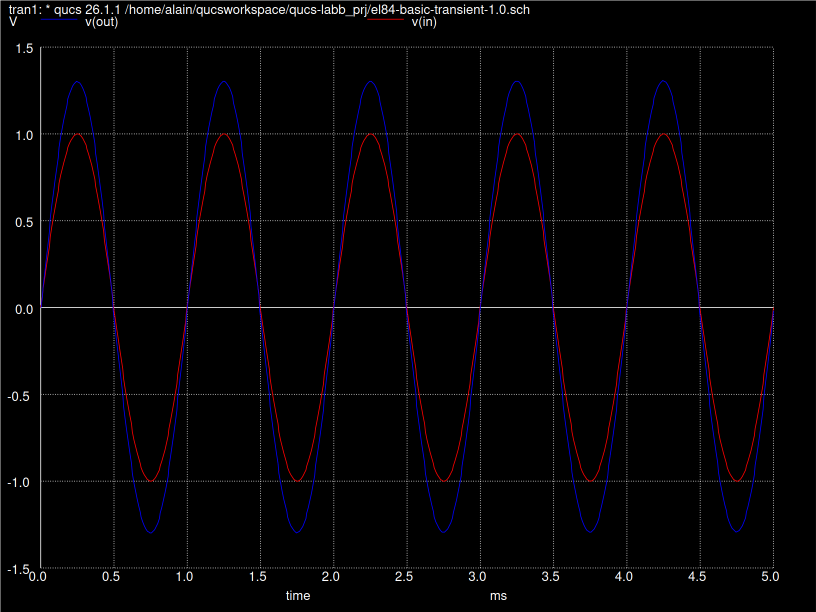 tran1: * qucs 26.1.1 /home/alain/qucsworkspace/qucs-labb_prj/el84-basic-transient-1.0.sch
V v(out) v(in)
1.5
1.0
0.5
0.0
-0.5
-1.0
-1.5
0.0 0.5 1.0 1.5 2.0 2.5 3.0 3.5 4.0 4.5 5.0
time ms